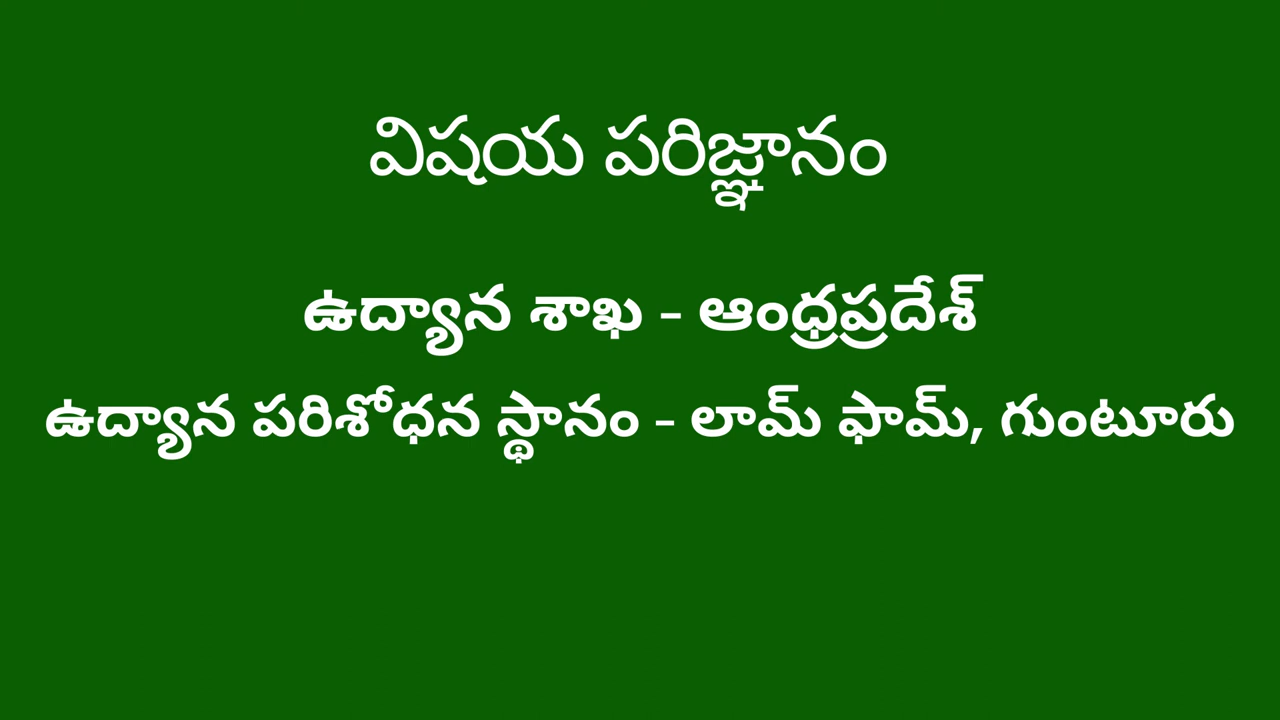 విషయ పరిజ్ఞానం
ఉద్యాన శాఖ - ఆంధ్రప్రదేశ్
ఉద్యాన పరిశోధన స్థానం - లామ్ ఫామ్, గుంటూరు